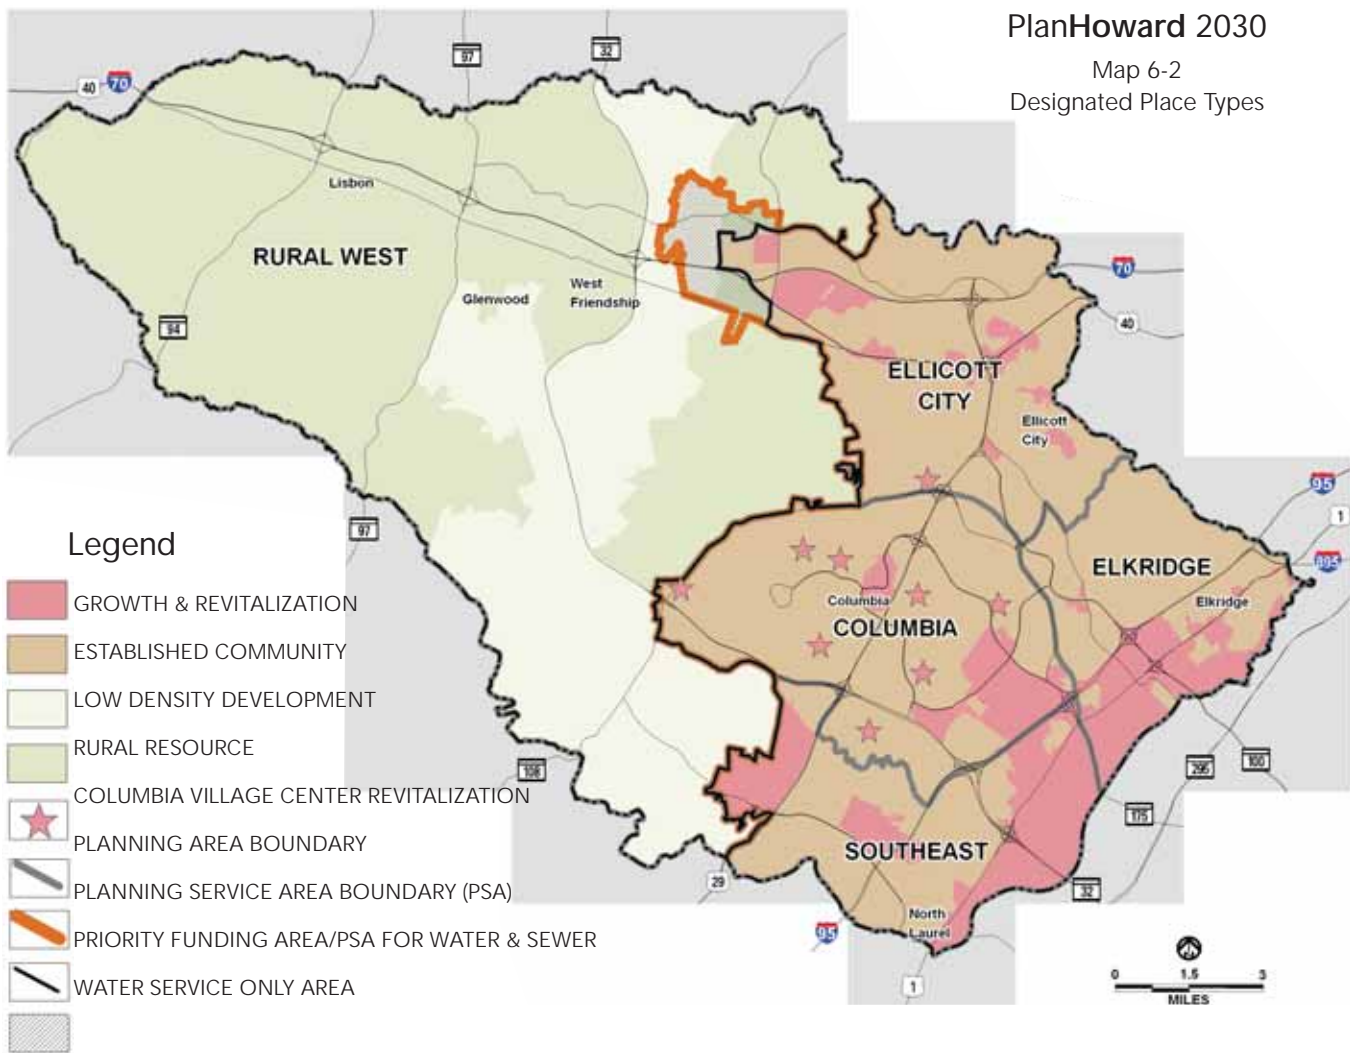 PlanHoward 2030
Map 6-2
Designated Place Types
97
32
40
70
Lisbon
RURAL WEST
Glenwood
West
Friendship
94
70
40
ELLICOTT
CITY
Ellicott
City
95
1
97
895
ELKRIDGE
Elkridge
Columbia
COLUMBIA
108
295
100
175
SOUTHEAST
29
32
North
Laurel
95
1
0 1.5 3
MILES
Legend
GROWTH & REVITALIZATION
ESTABLISHED COMMUNITY
LOW DENSITY DEVELOPMENT
RURAL RESOURCE
COLUMBIA VILLAGE CENTER REVITALIZATION
PLANNING AREA BOUNDARY
PLANNING SERVICE AREA BOUNDARY (PSA)
PRIORITY FUNDING AREA/PSA FOR WATER & SEWER
WATER SERVICE ONLY AREA